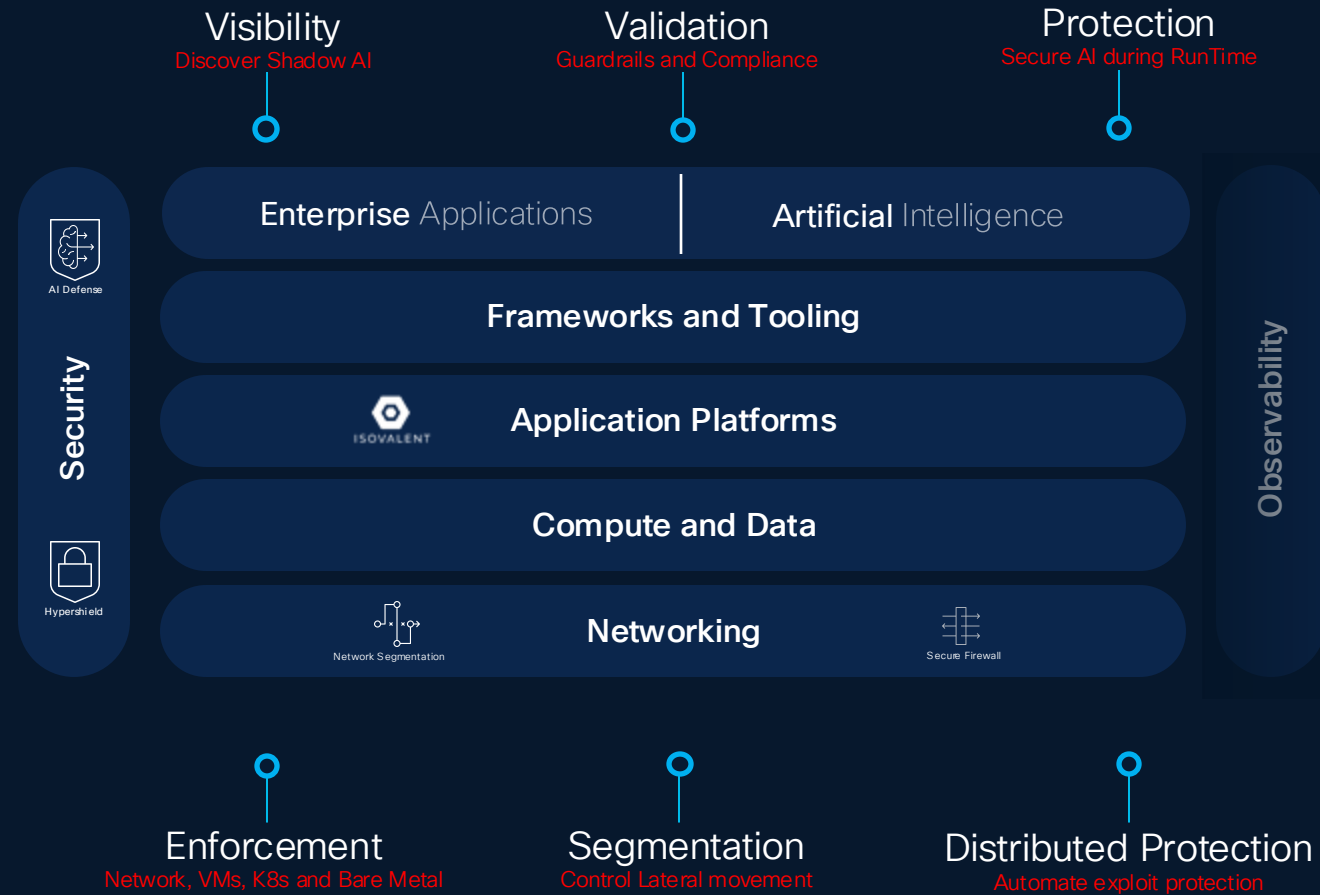 Visibility
Discover Shadow AI
Validation
Guardrails and Compliance
Protection
Secure AI during RunTime
AI Defense
Security
Hypershield
Enterprise Applications
Artificial Intelligence
Frameworks and Tooling
ISOVALENT
Application Platforms
Compute and Data
Network Segmentation
Networking
Secure Firewall
Observability
Enforcement
Network, VMs, K8s and Bare Metal
Segmentation
Control Lateral movement
Distributed Protection
Automate exploit protection